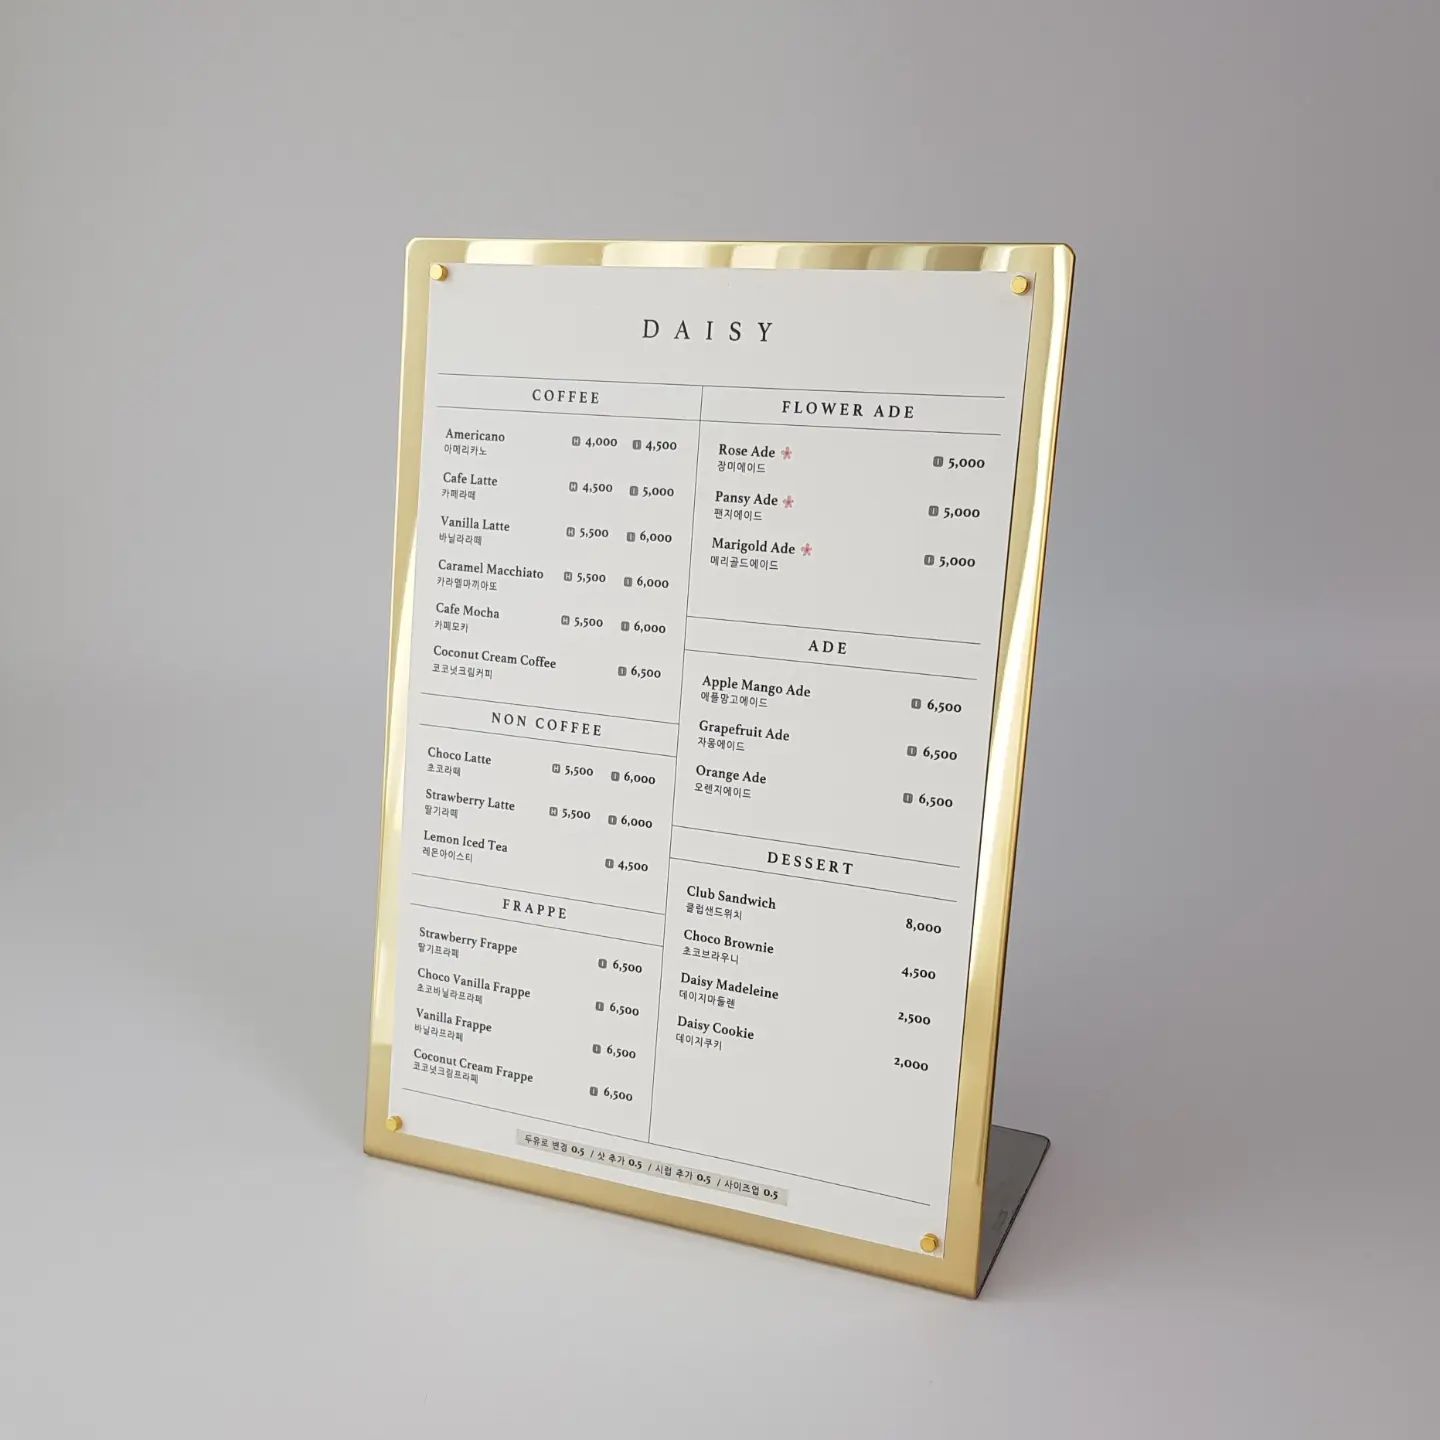 DAISY
COFFEE
Americano H 4,000 I 4,500
아메리카노
Cafe Latte H 4,500 I 5,000
카페라떼
Vanilla Latte H 5,500 I 6,000
바닐라라떼
Caramel Macchiato H 5,500 I 6,000
카라멜마끼아또
Cafe Mocha H 5,500 I 6,000
카페모카
Coconut Cream Coffee I 6,500
코코넛크림커피
NON COFFEE
Choco Latte H 5,500 I 6,000
초코라떼
Strawberry Latte H 5,500 I 6,000
딸기라떼
Lemon Iced Tea I 4,500
레몬아이스티
FRAPPE
Strawberry Frappe I 6,500
딸기프라페
Choco Vanilla Frappe I 6,500
초코바닐라프라페
Vanilla Frappe I 6,500
바닐라프라페
Coconut Cream Frappe I 6,500
코코넛크림프라페
FLOWER ADE
Rose Ade I 5,000
장미에이드
Pansy Ade I 5,000
팬지에이드
Marigold Ade I 5,000
메리골드에이드
ADE
Apple Mango Ade I 6,500
애플망고에이드
Grapefruit Ade I 6,500
자몽에이드
Orange Ade I 6,500
오렌지에이드
DESSERT
Club Sandwich 8,000
클럽샌드위치
Choco Brownie 4,500
초코브라우니
Daisy Madeleine 2,500
데이지마들렌
Daisy Cookie 2,000
데이지쿠키
두유로 변경 0.5 / 샷 추가 0.5 / 시럽 추가 0.5 / 사이즈업 0.5